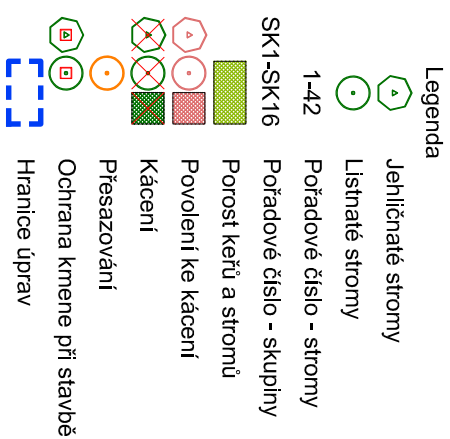 Legenda
Jehličnaté stromy
Listnaté stromy
1-42 Pořadové číslo - stromy
SK1-SK16 Pořadové číslo - skupiny
Porost keřů a stromů
Povolení ke kácení
Kácení
Přesazování
Ochrana kmene při stavbě
Hranice úprav